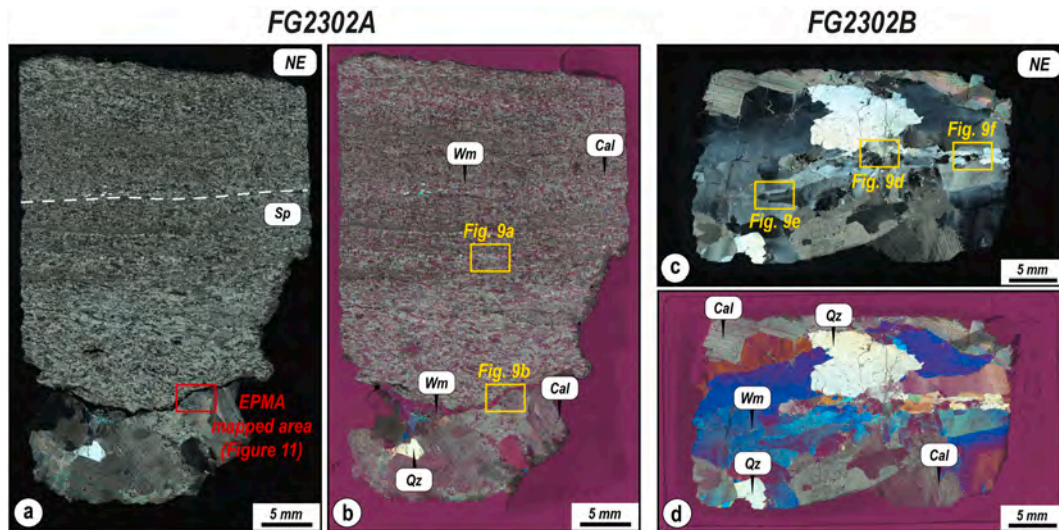 FG2302A
FG2302B
NE
Sp
EPMA
mapped area
(Figure 11)
a
5 mm
Wm
Cal
Fig. 9a
Fig. 9b
Wm
Cal
Qz
b
5 mm
NE
Fig. 9f
Fig. 9d
Fig. 9e
c
5 mm
Cal
Qz
Wm
Qz
Cal
d
5 mm